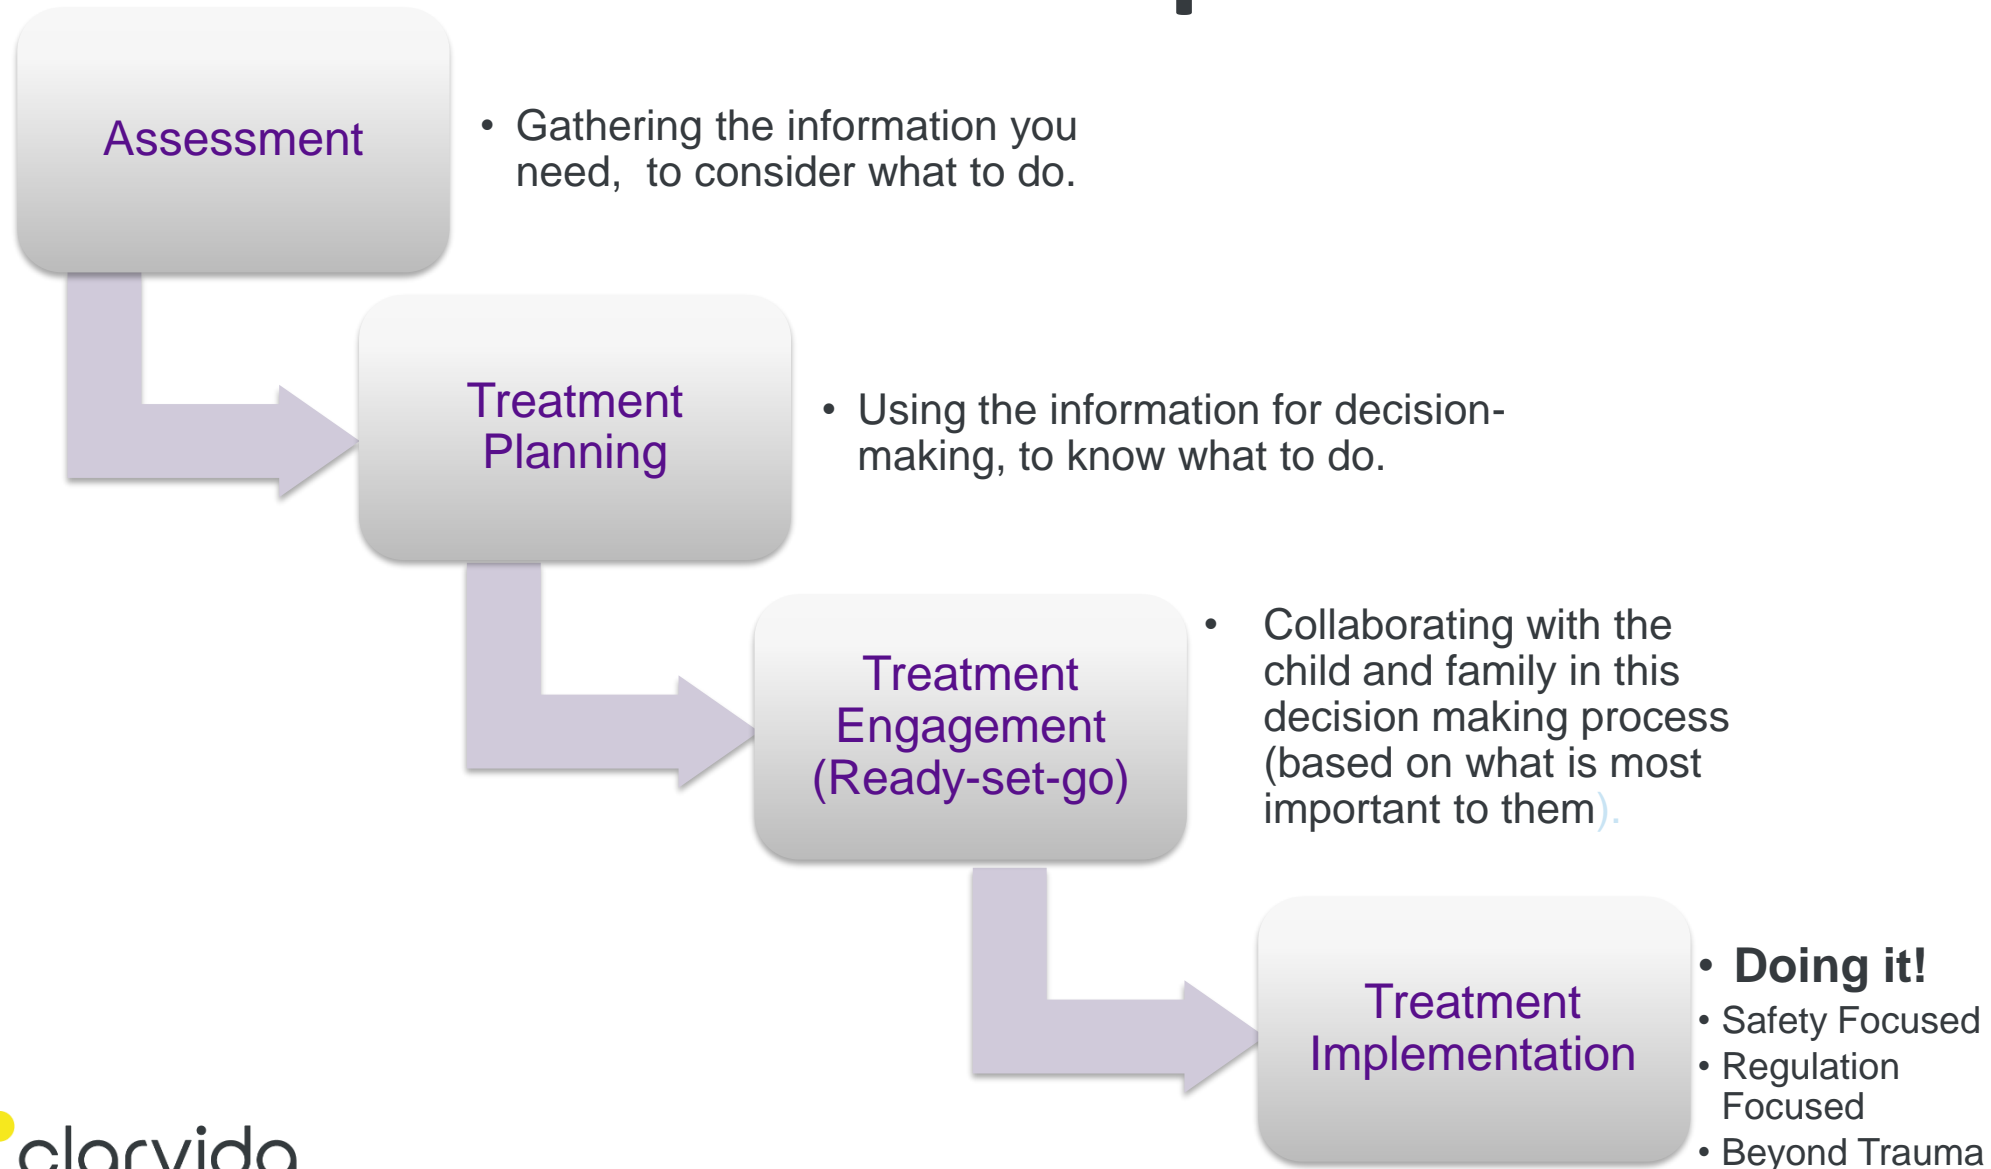 Assessment
• Gathering the information you
need,  to consider what to do.
Treatment
Planning
• Using the information for decision-
making, to know what to do.
Treatment
Engagement
(Ready-set-go)
• Collaborating with the
child and family in this
decision making process
(based on what is most
important to them).
Treatment
Implementation
• Doing it!
• Safety Focused
• Regulation
Focused
• Beyond Trauma
clarvida